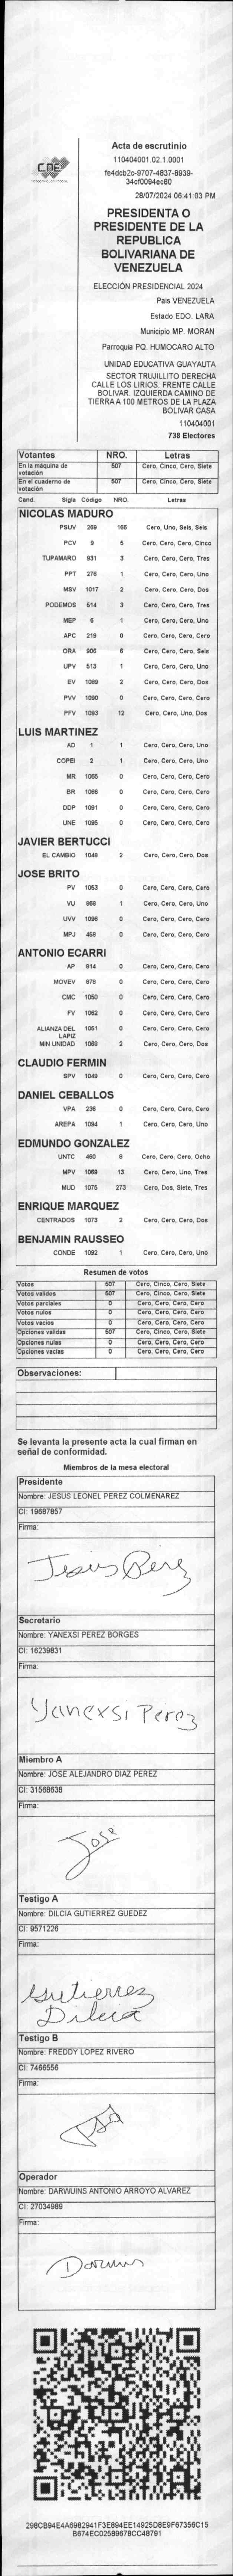 CNE
Acta de escrutinio
110404001.02.1.0001
fe4dcb2c-9707-4837-8939-
34cf0094ec80
28/07/2024 06:41:03 PM
PRESIDENTA O
PRESIDENTE DE LA
REPUBLICA
BOLIVARIANA DE
VENEZUELA
ELECCIÓN PRESIDENCIAL 2024
Pais VENEZUELA
Estado EDO. LARA
Municipio MP. MORAN
Parroquia PQ. HUMOCARO ALTO
UNIDAD EDUCATIVA GUAYAUTA
SECTOR TRUJILLITO DERECHA
CALLE LOS LIRIOS. FRENTE CALLE
BOLIVAR. IZQUIERDA CAMINO DE
TIERRA A 100 METROS DE LA PLAZA
BOLIVAR CASA
110404001
738 Electores
Votantes NRO. Letras
En la máquina de votación 507 Cero, Cinco, Cero, Siete
En el cuaderno de votación 507 Cero, Cinco, Cero, Siete
Cand. Sigla Código NRO. Letras
NICOLAS MADURO
PSUV 269 166 Cero, Uno, Seis, Seis
PCV 9 5 Cero, Cero, Cero, Cinco
TUPAMARO 931 3 Cero, Cero, Cero, Tres
PPT 276 1 Cero, Cero, Cero, Uno
MSV 1017 2 Cero, Cero, Cero, Dos
PODEMOS 514 3 Cero, Cero, Cero, Tres
MEP 6 1 Cero, Cero, Cero, Uno
APC 219 0 Cero, Cero, Cero, Cero
ORA 906 6 Cero, Cero, Cero, Seis
UPV 513 1 Cero, Cero, Cero, Uno
EV 1089 2 Cero, Cero, Cero, Dos
PVV 1090 0 Cero, Cero, Cero, Cero
PFV 1093 12 Cero, Cero, Uno, Dos
LUIS MARTINEZ
AD 1 1 Cero, Cero, Cero, Uno
COPEI 2 1 Cero, Cero, Cero, Uno
MR 1065 0 Cero, Cero, Cero, Cero
BR 1066 0 Cero, Cero, Cero, Cero
DDP 1091 0 Cero, Cero, Cero, Cero
UNE 1095 0 Cero, Cero, Cero, Cero
JAVIER BERTUCCI
EL CAMBIO 1048 2 Cero, Cero, Cero, Dos
JOSE BRITO
PV 1053 0 Cero, Cero, Cero, Cero
VU 968 1 Cero, Cero, Cero, Uno
UVV 1096 0 Cero, Cero, Cero, Cero
MPJ 458 0 Cero, Cero, Cero, Cero
ANTONIO ECARRI
AP 814 0 Cero, Cero, Cero, Cero
MOVEV 978 0 Cero, Cero, Cero, Cero
CMC 1050 0 Cero, Cero, Cero, Cero
FV 1062 0 Cero, Cero, Cero, Cero
ALIANZA DEL LAPIZ 1051 0 Cero, Cero, Cero, Cero
MIN UNIDAD 1068 2 Cero, Cero, Cero, Dos
CLAUDIO FERMIN
SPV 1049 0 Cero, Cero, Cero, Cero
DANIEL CEBALLOS
VPA 236 0 Cero, Cero, Cero, Cero
AREPA 1094 1 Cero, Cero, Cero, Uno
EDMUNDO GONZALEZ
UNTC 460 8 Cero, Cero, Cero, Ocho
MPV 1069 13 Cero, Cero, Uno, Tres
MUD 1075 273 Cero, Dos, Siete, Tres
ENRIQUE MARQUEZ
CENTRADOS 1073 2 Cero, Cero, Cero, Dos
BENJAMIN RAUSSEO
CONDE 1092 1 Cero, Cero, Cero, Uno
Resumen de votos
Votos 507 Cero, Cinco, Cero, Siete
Votos validos 507 Cero, Cinco, Cero, Siete
Votos parciales 0 Cero, Cero, Cero, Cero
Votos nulos 0 Cero, Cero, Cero, Cero
Votos vacios 0 Cero, Cero, Cero, Cero
Opciones validas 507 Cero, Cinco, Cero, Siete
Opciones nulas 0 Cero, Cero, Cero, Cero
Opciones vacias 0 Cero, Cero, Cero, Cero
Observaciones:
Se levanta la presente acta la cual firman en
señal de conformidad.
Miembros de la mesa electoral
Presidente
Nombre: JESUS LEONEL PEREZ COLMENAREZ
CI: 19687857
Firma:
Jesus Perez
Secretario
Nombre: YANEXSI PEREZ BORGES
CI: 16239831
Firma:
Yanexsi Perez
Miembro A
Nombre: JOSE ALEJANDRO DIAZ PEREZ
CI: 31568638
Firma:
Jose
Testigo A
Nombre: DILCIA GUTIERREZ GUEDEZ
CI: 9571226
Firma:
Gutierrez
Dilcia
Testigo B
Nombre: FREDDY LOPEZ RIVERO
CI: 7466556
Firma:
Operador
Nombre: DARWUINS ANTONIO ARROYO ALVAREZ
CI: 27034989
Firma:
298CB94E4A6982941F3E894EE14925D8E9F67356C15
B674EC02589678CC48791